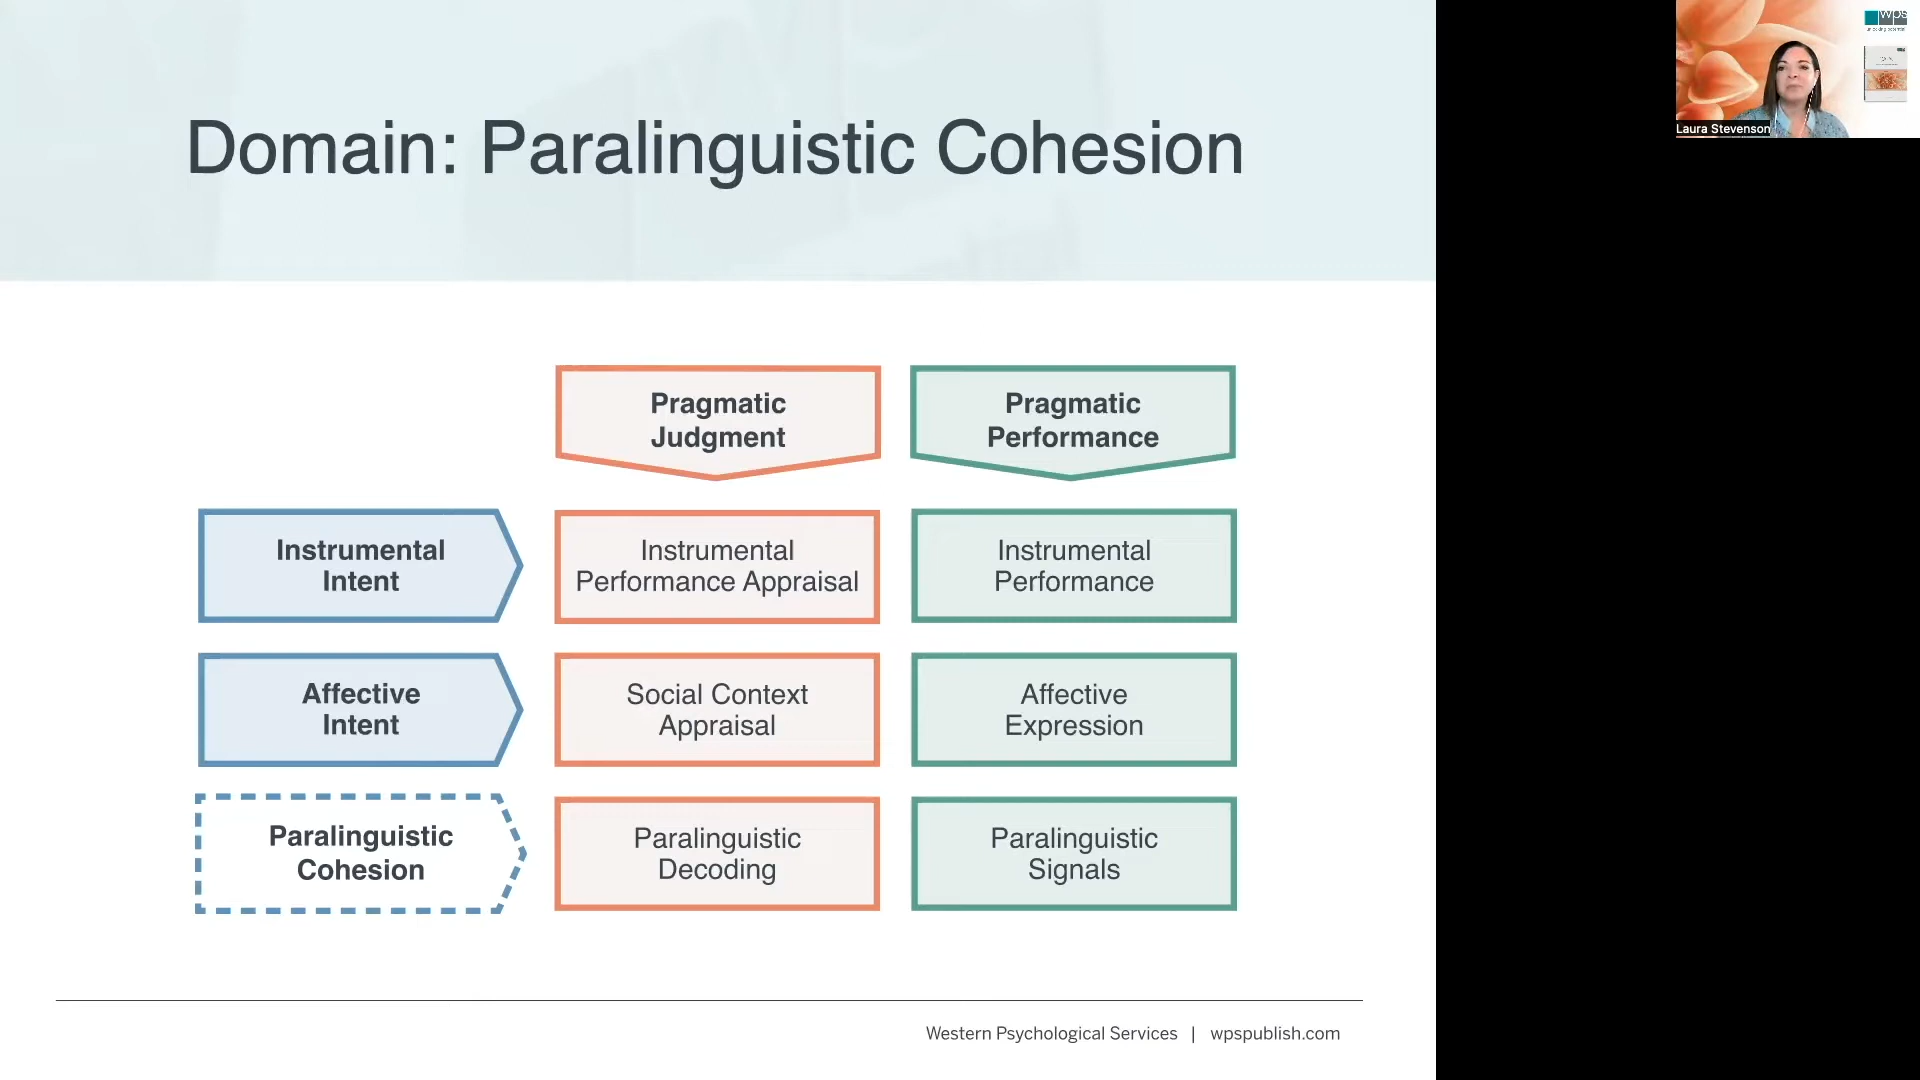 Domain: Paralinguistic Cohesion
wps
Laura Stevenson
Pragmatic
Judgment
Pragmatic
Performance
Instrumental
Intent
Instrumental
Performance Appraisal
Instrumental
Performance
Affective
Intent
Social Context
Appraisal
Affective
Expression
Paralinguistic
Cohesion
Paralinguistic
Decoding
Paralinguistic
Signals
Western Psychological Services | wpspublish.com